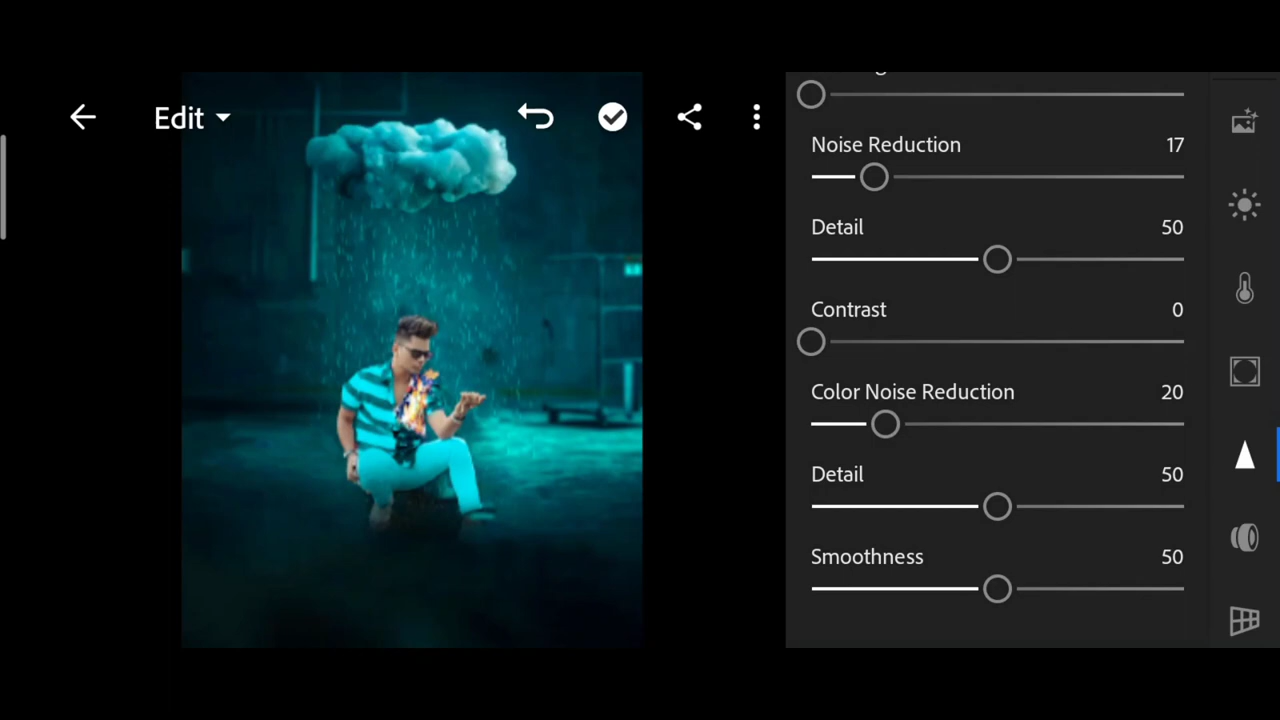 Edit
Noise Reduction 17
Detail 50
Contrast 0
Color Noise Reduction 20
Detail 50
Smoothness 50